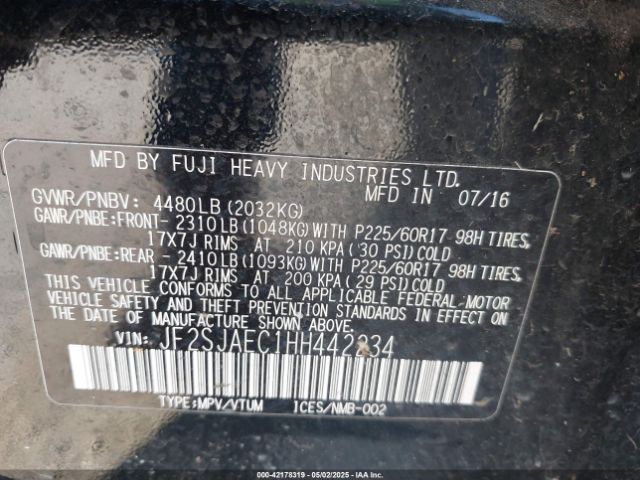 MFD BY FUJI HEAVY INDUSTRIES LTD.
MFD IN 07/16
GVWR/PNBV: 4480LB(2032KG)
GAWR/PNBE:FRONT- 2310LB(1048KG)WITH P225/60R17 98H TIRES,
17X7J RIMS AT 210 KPA(30 PSI)COLD
GAWR/PNBE:REAR - 2410LB(1093KG)WITH P225/60R17 98H TIRES,
17X7J RIMS AT 200 KPA(29 PSI)COLD
THIS VEHICLE CONFORMS TO ALL APPLICABLE FEDERAL MOTOR
VEHICLE SAFETY AND THEFT PREVENTION STANDARDS IN EFFECT
ON THE DATE OF MANUFACTURE SHOWN ABOVE.
VIN: JF2SJAEC1HH442234
TYPE:MPV/VTUM ICES/NMB-002
000-42178319 - 05/02/2025 - © IAA, LLC